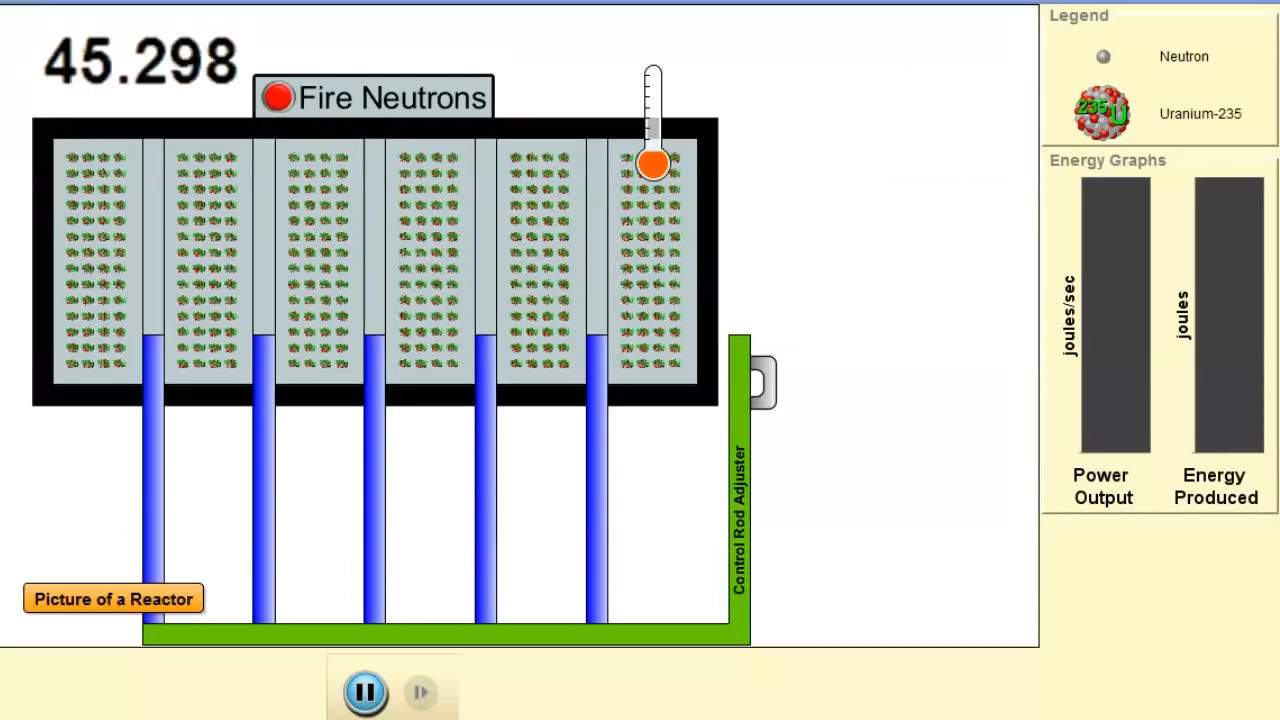 45.298
Fire Neutrons
Control Rod Adjuster
Picture of a Reactor
Legend
Neutron
235
U
Uranium-235
Energy Graphs
joules/sec
joules
Power
Output
Energy
Produced